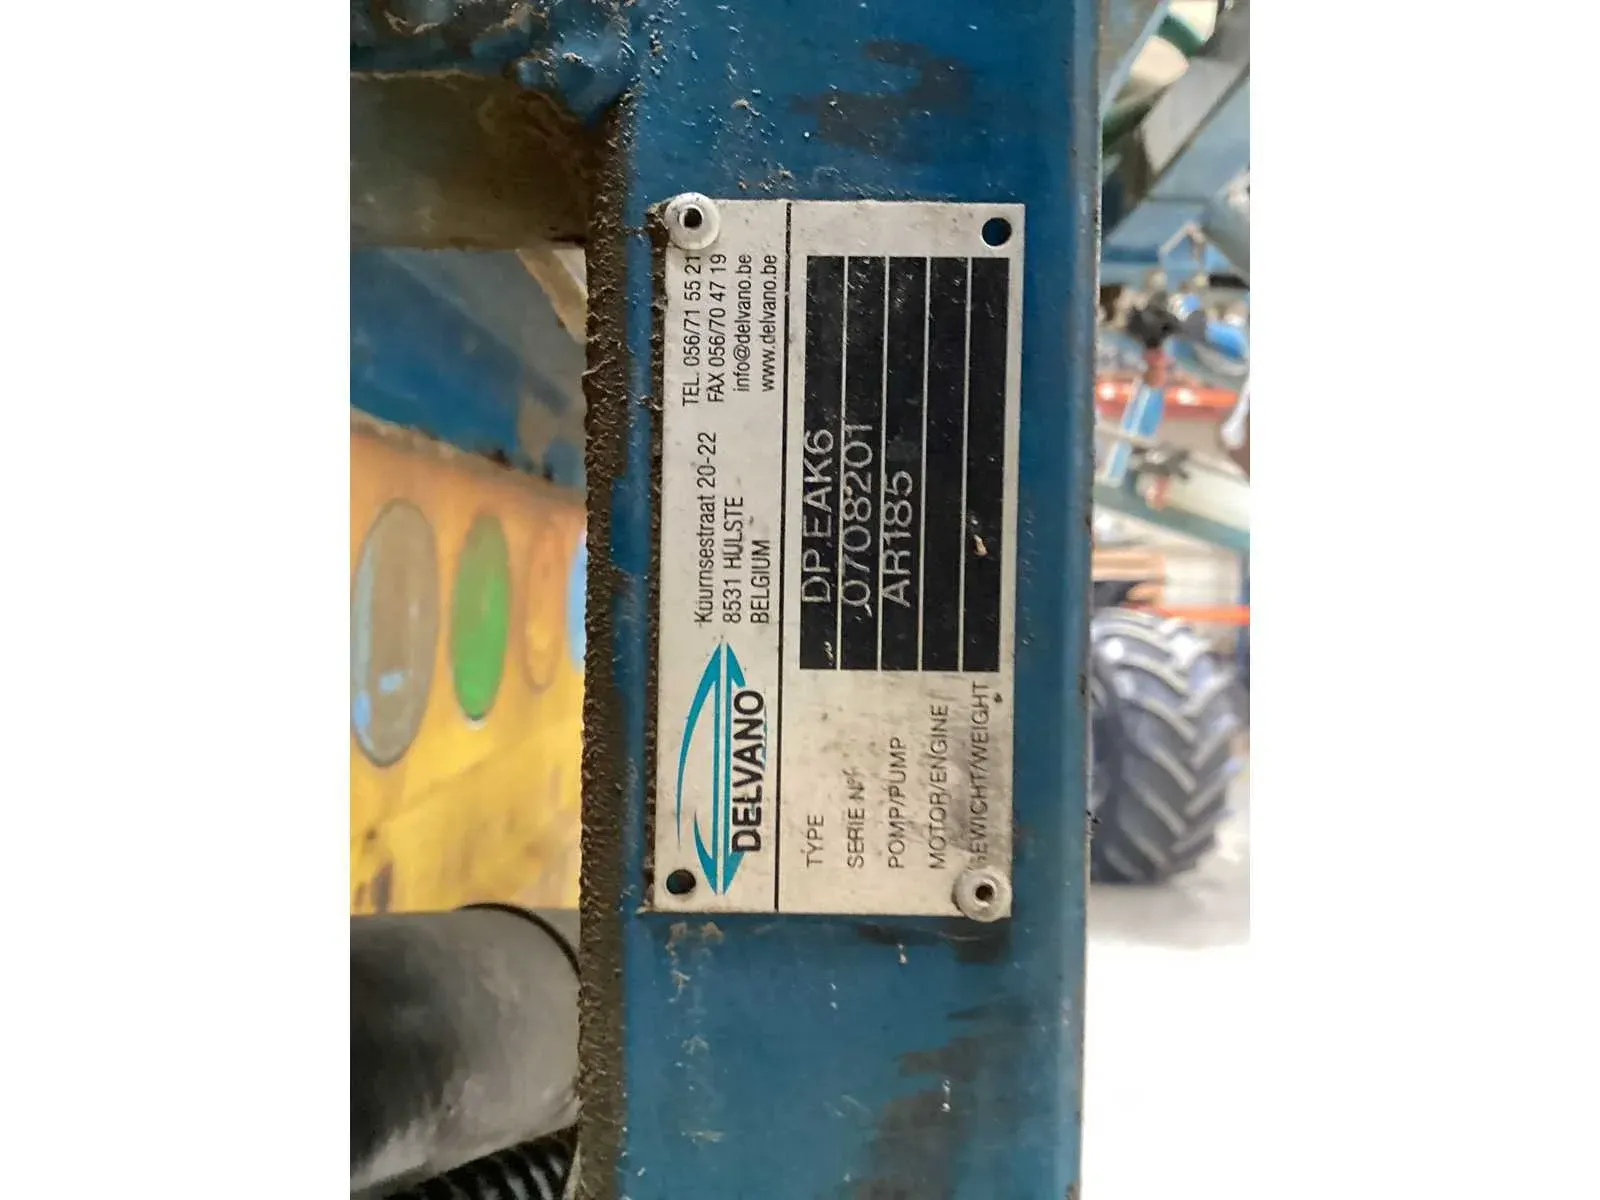 DELVANO
Kuurnsestraat 20-22
8531 HULSTE
BELGIUM
TEL. 056/71 55 21
FAX 056/70 47 19
info@delvano.be
www.delvano.be
TYPE DP.EAK6
SERIE N° 0708201
POMP/PUMP AR185
MOTOR/ENGINE
GEWICHT/WEIGHT